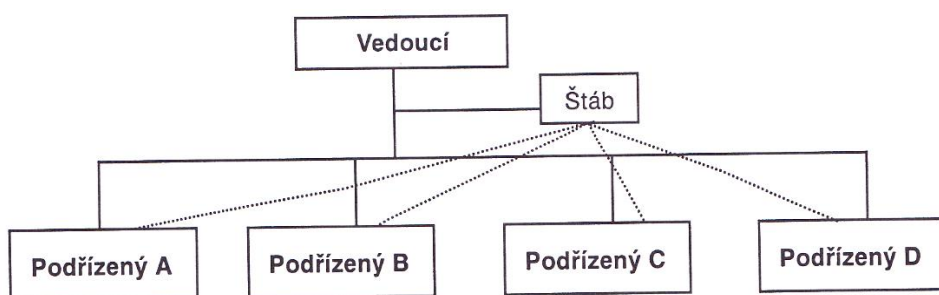 Vedoucí
Štáb
Podřízený A
Podřízený B
Podřízený C
Podřízený D